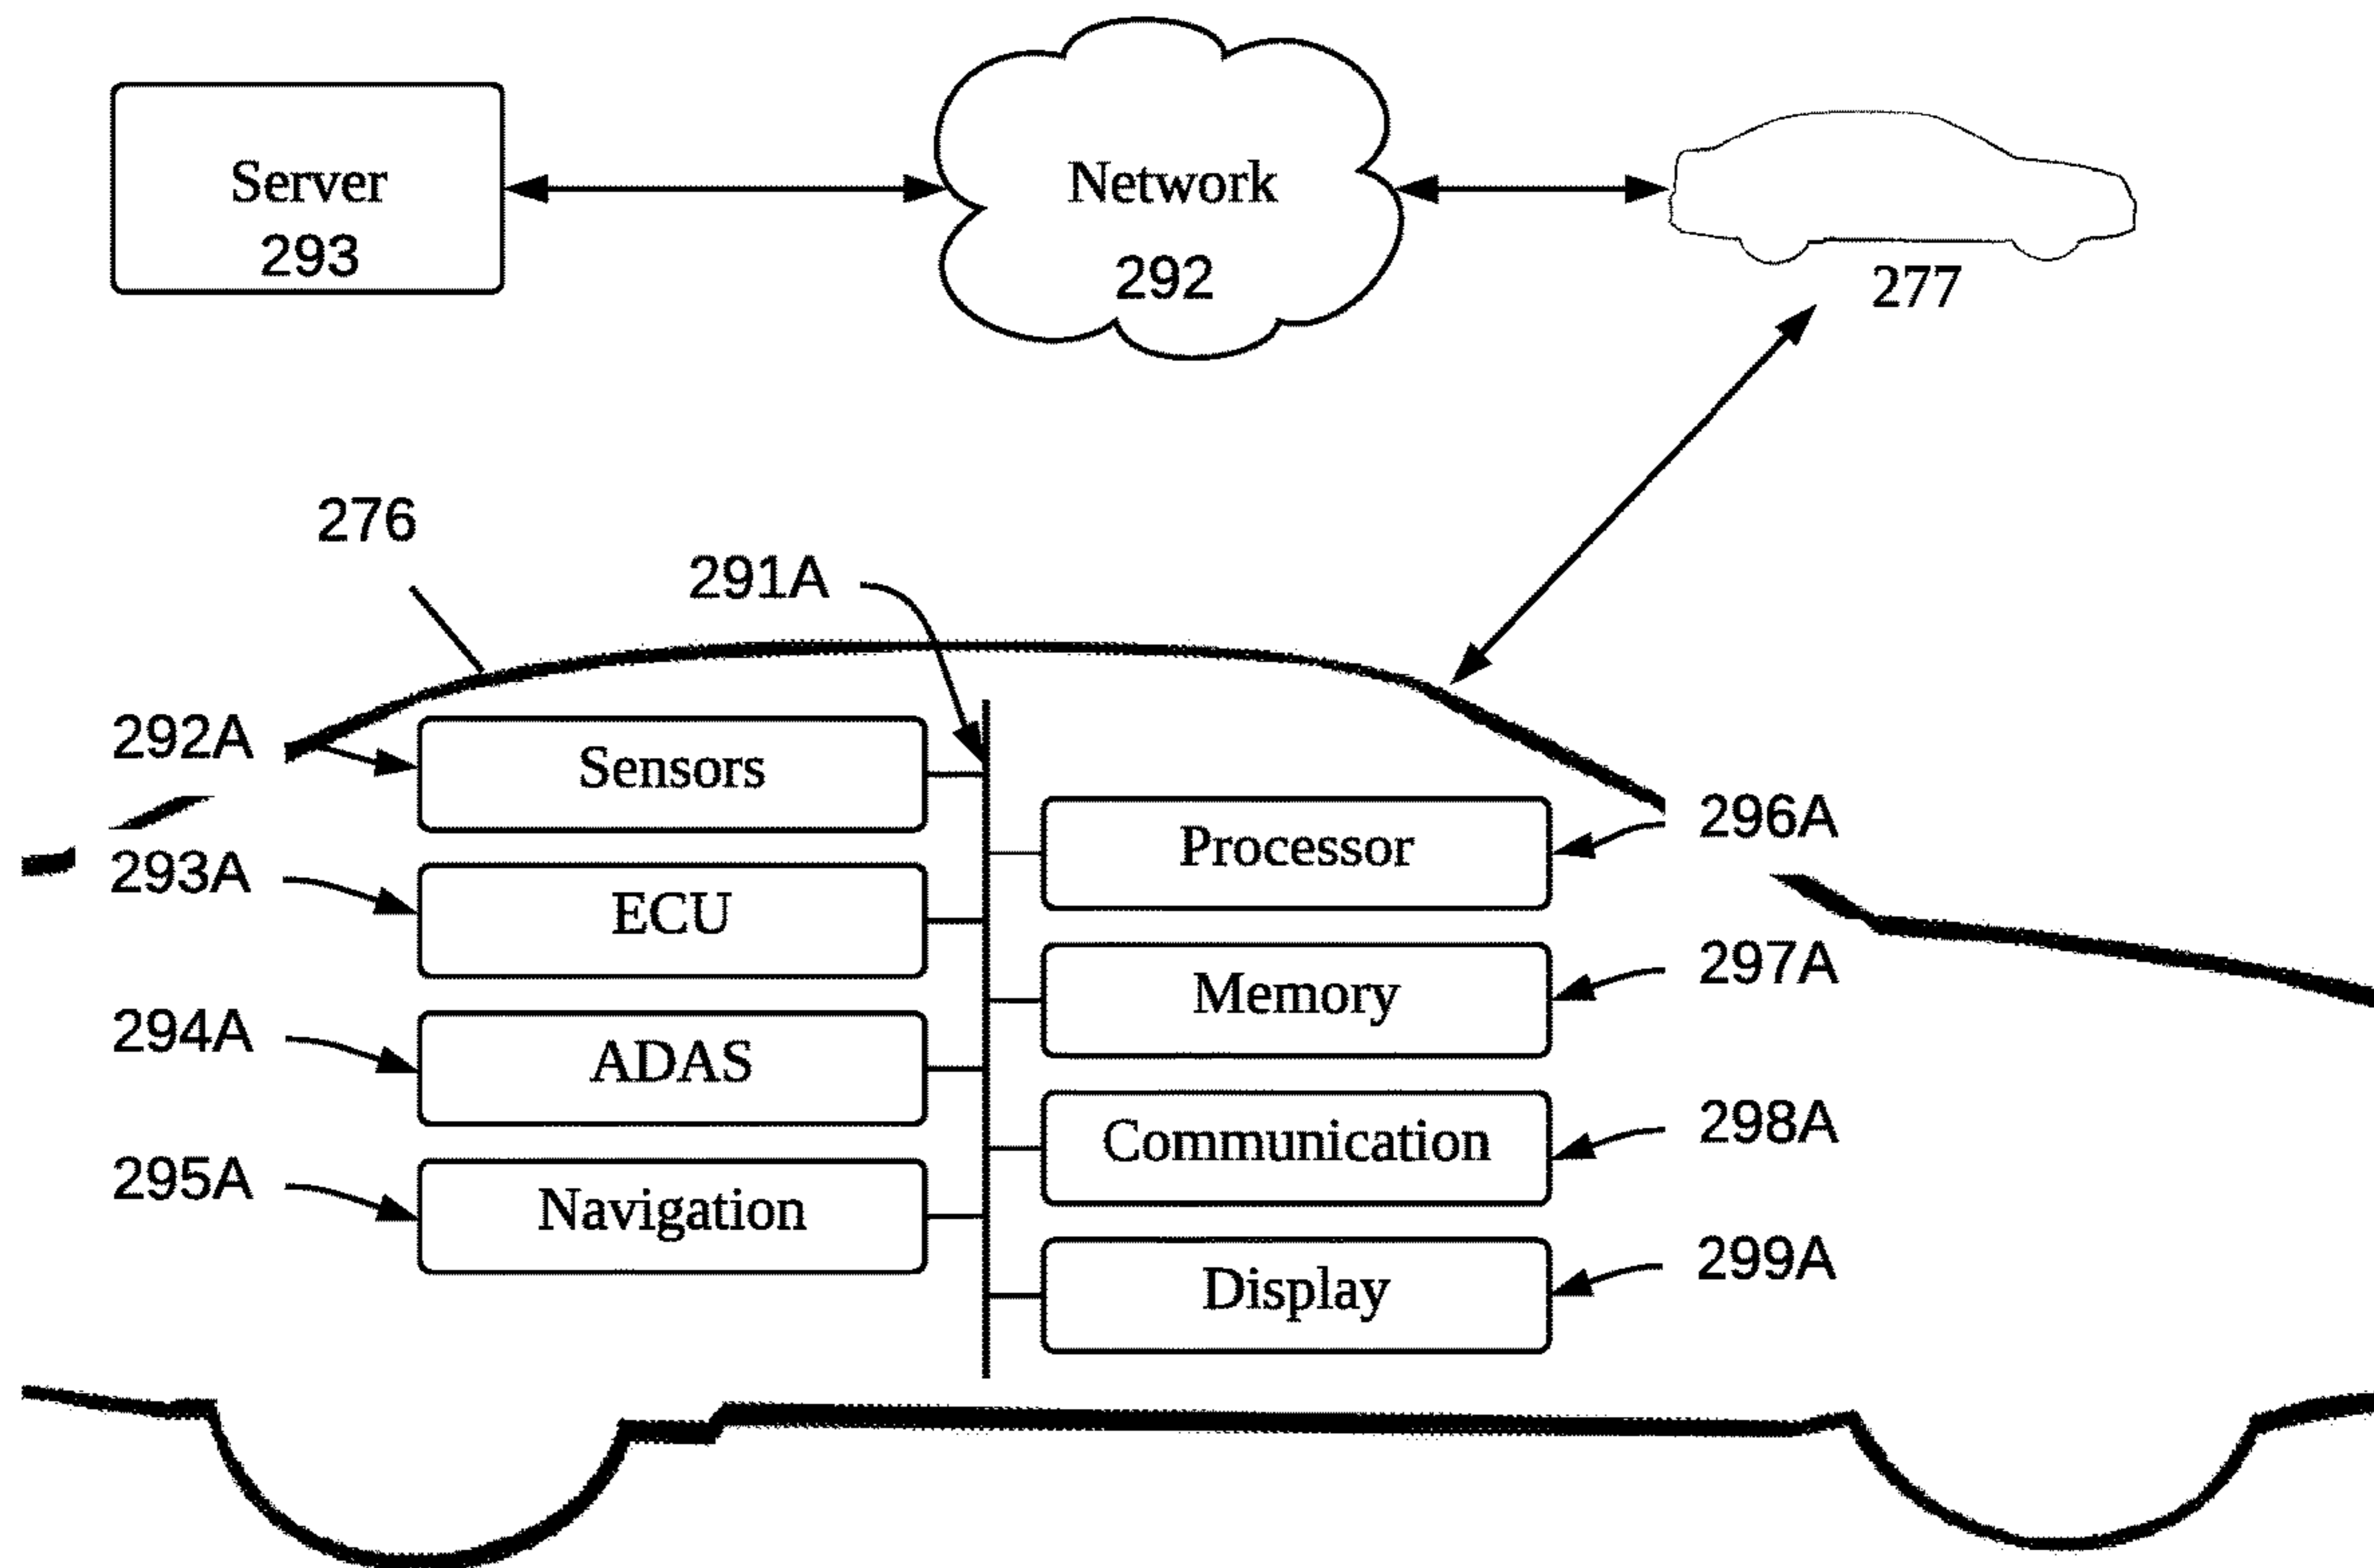 Server
293
Network
292
277
276
291A
292A
Sensors
296A
Processor
293A
ECU
297A
Memory
294A
ADAS
298A
Communication
295A
Navigation
299A
Display